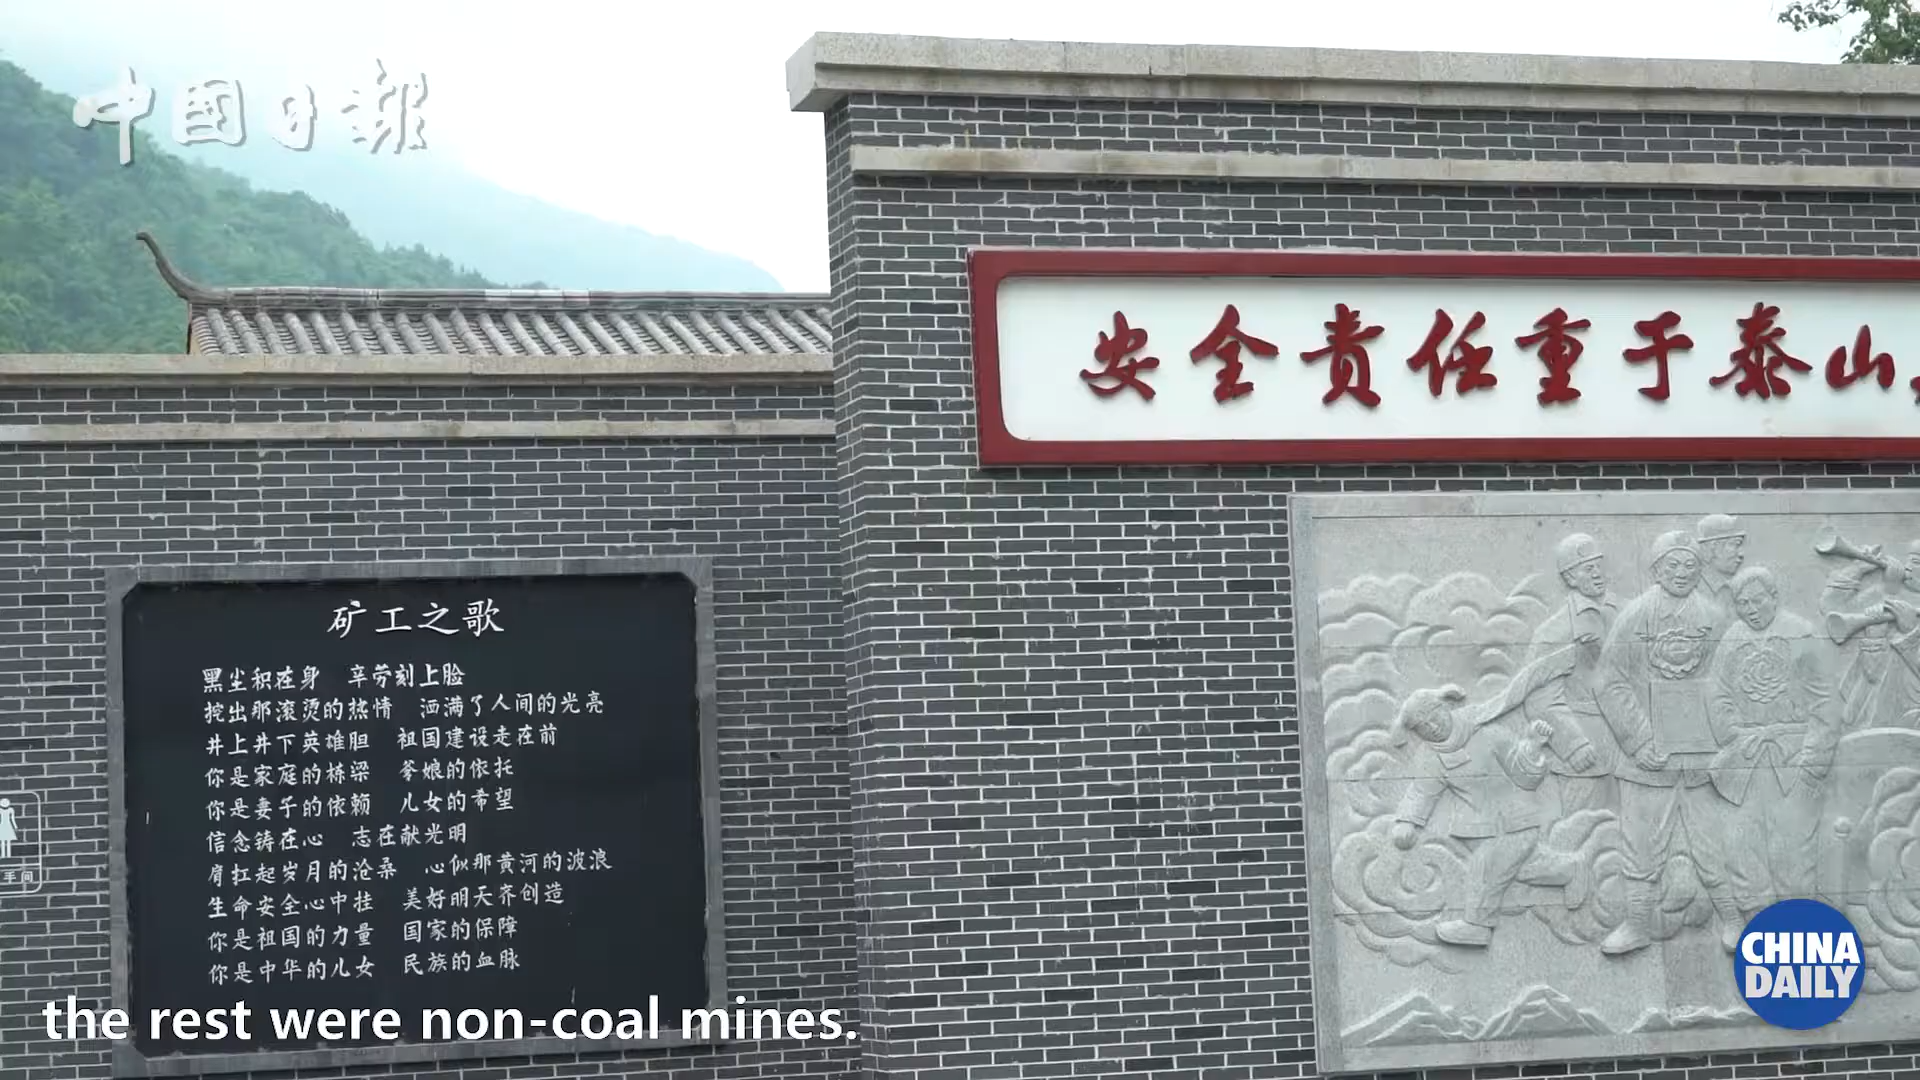 中国日報
安全责任重于泰山
矿工之歌
黑尘积在身 辛劳刻上脸
挖出那滚烫的热情 洒满了人间的光亮
井上井下英雄胆 祖国建设走在前
你是家庭的栋梁 爹娘的依托
你是妻子的依赖 儿女的希望
信念铸在心 志在献光明
肩扛起岁月的沧桑 心似那黄河的波浪
生命安全心中挂 美好明天齐创造
你是祖国的力量 国家的保障
你是中华的儿女 民族的血脉
手间
the rest were non-coal mines.
CHINA
DAILY